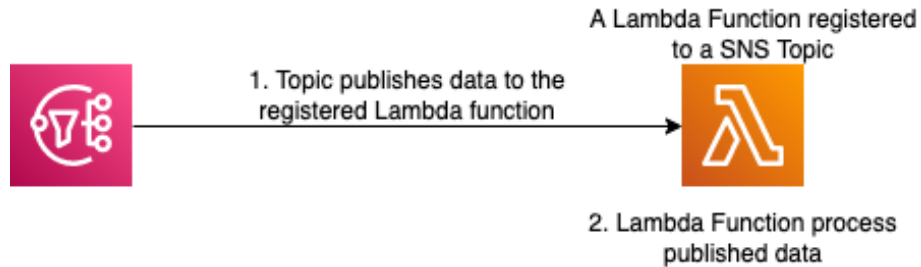 A Lambda Function registered
to a SNS Topic
1. Topic publishes data to the
registered Lambda function
2. Lambda Function process
published data